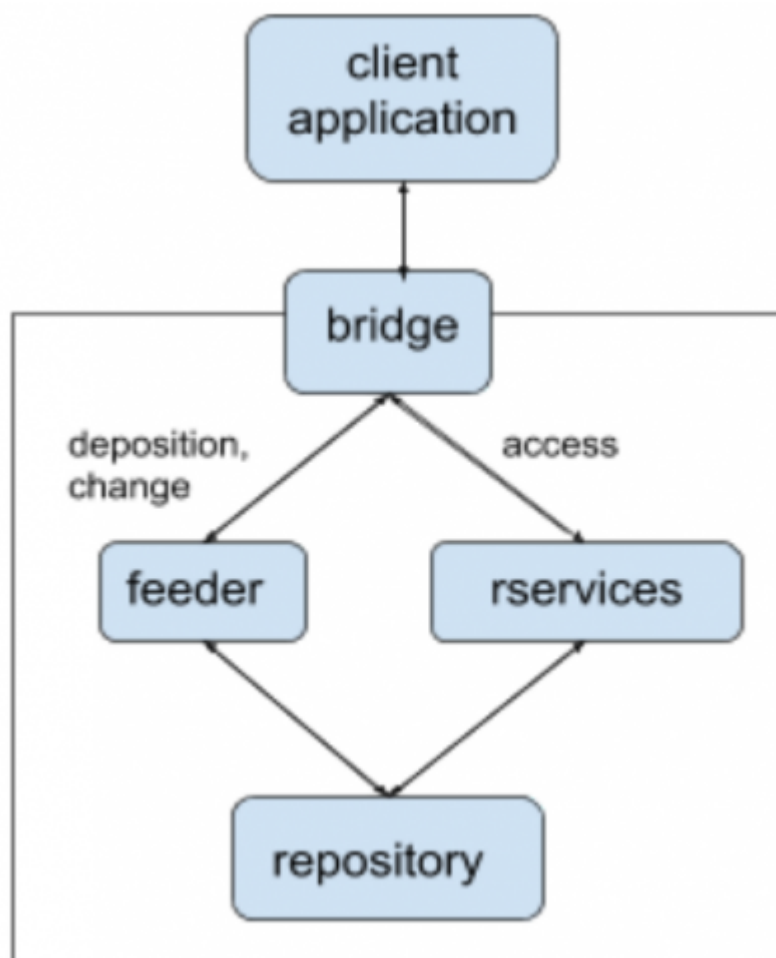 client
application
bridge
deposition,
change
access
feeder
rservices
repository